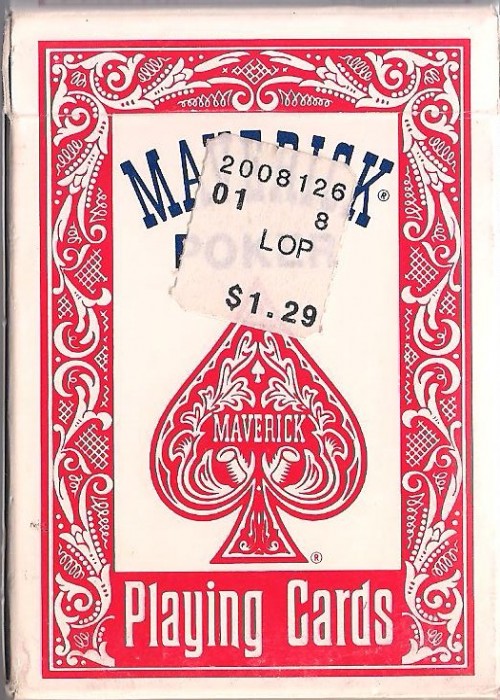 MAVERICK®
2008126
01
8
LOP
POKER
$1.29
MAVERICK
®
Playing Cards